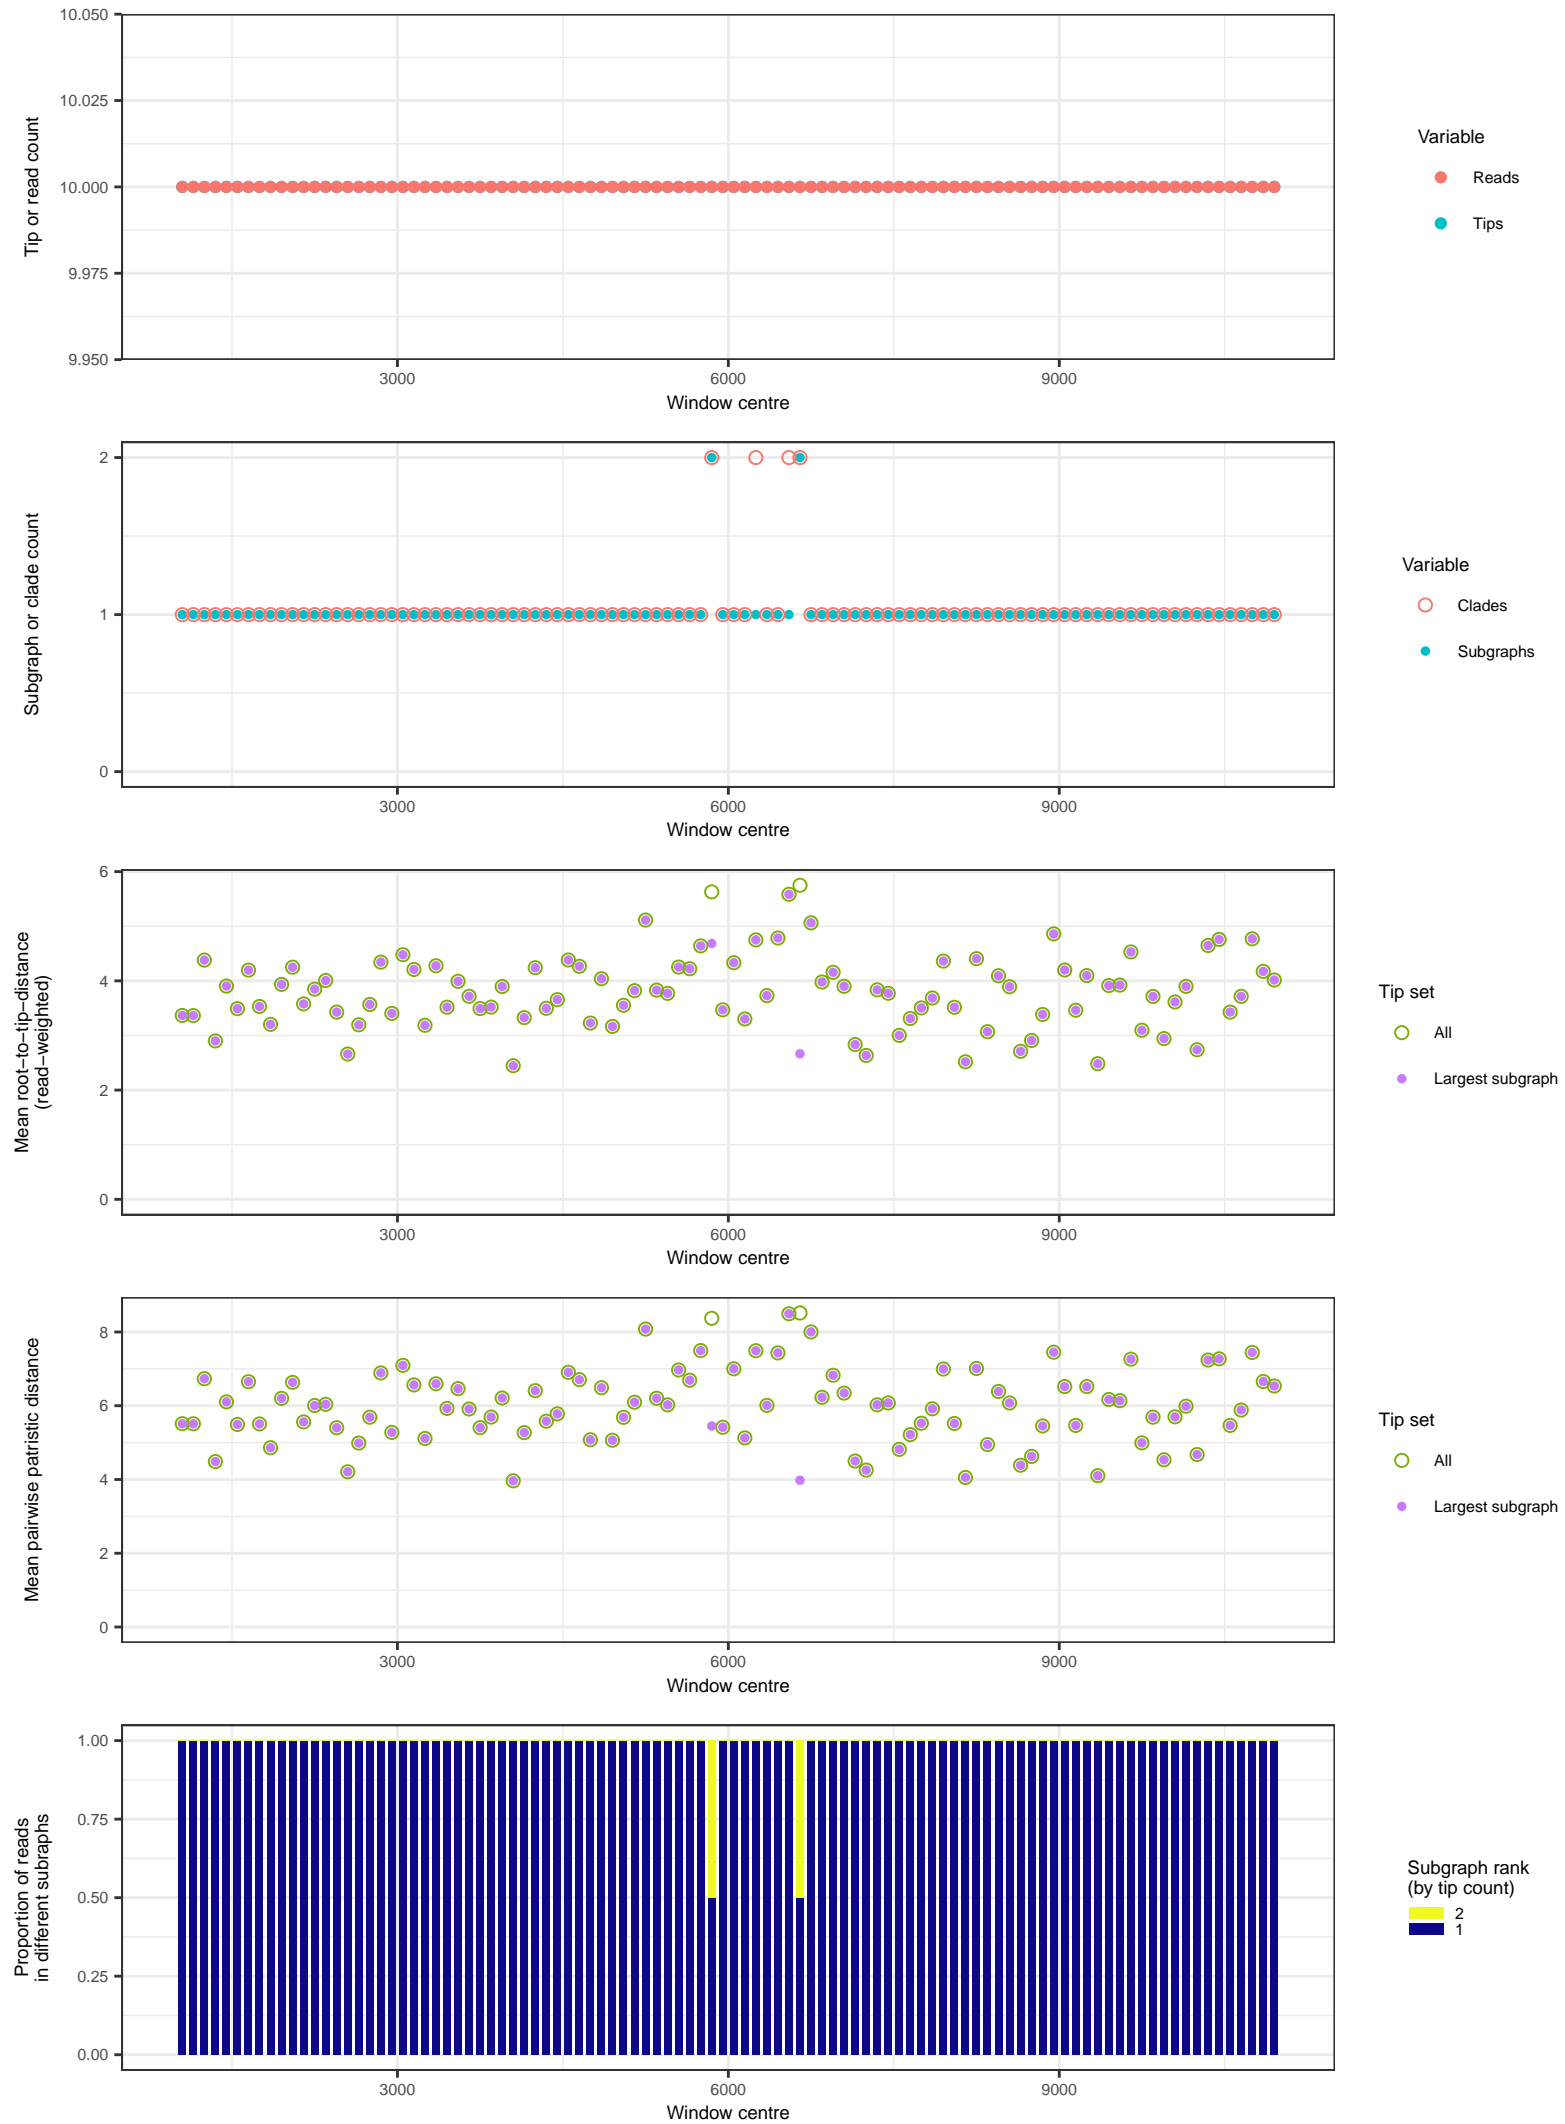 10.050
10.025
10.000
9.975
9.950
Tip or read count
3000 6000 9000
Window centre
Variable
Reads
Tips
2
1
0
Subgraph or clade count
3000 6000 9000
Window centre
Variable
Clades
Subgraphs
6
4
2
0
Mean root−to−tip−distance
(read−weighted)
3000 6000 9000
Window centre
Tip set
All
Largest subgraph
8
6
4
2
0
Mean pairwise patristic distance
3000 6000 9000
Window centre
Tip set
All
Largest subgraph
1.00
0.75
0.50
0.25
0.00
Proportion of reads
in different subraphs
3000 6000 9000
Window centre
Subgraph rank
(by tip count)
2
1